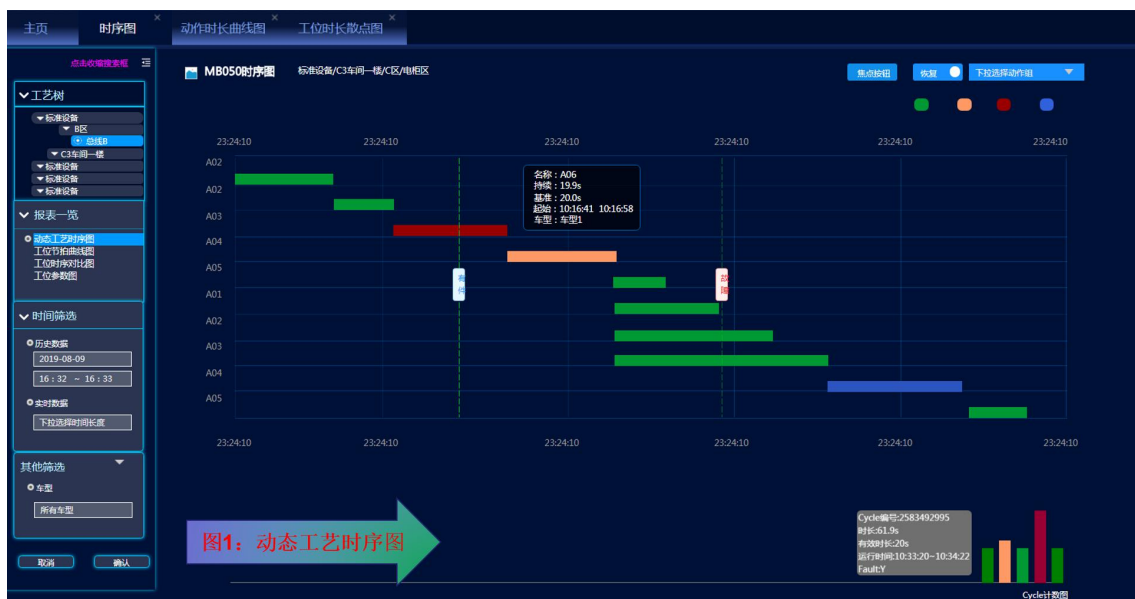 主页
时序图
动作时长曲线图
工位时长散点图
点击收缩搜索框
MB050时序图
标准设备/C3车间一楼/C区/电柜区
焦点按钮
恢复
下拉选择动作组
工艺树
标准设备
B区
总线B
C3车间一楼
标准设备
标准设备
标准设备
报表一览
动态工艺时序图
工位节拍曲线图
工位时序对比图
工位参数图
时间筛选
历史数据
2019-08-09
16：32 ~ 16：33
实时数据
下拉选择时间长度
其他筛选
车型
所有车型
取消
确认
23:24:10 23:24:10 23:24:10 23:24:10 23:24:10 23:24:10
A02
A02
A03
A04
A05
A01
A02
A03
A04
A05
名称：A06
持续：19.9s
基准：20.0s
起始：10:16:41 10:16:58
车型：车型1
故障
23:24:10 23:24:10 23:24:10 23:24:10 23:24:10 23:24:10
图1：动态工艺时序图
Cycle编号:2583492995
时长:61.9s
有效时长:20s
运行时间:10:33:20~10:34:22
Fault:Y
Cycle计数图